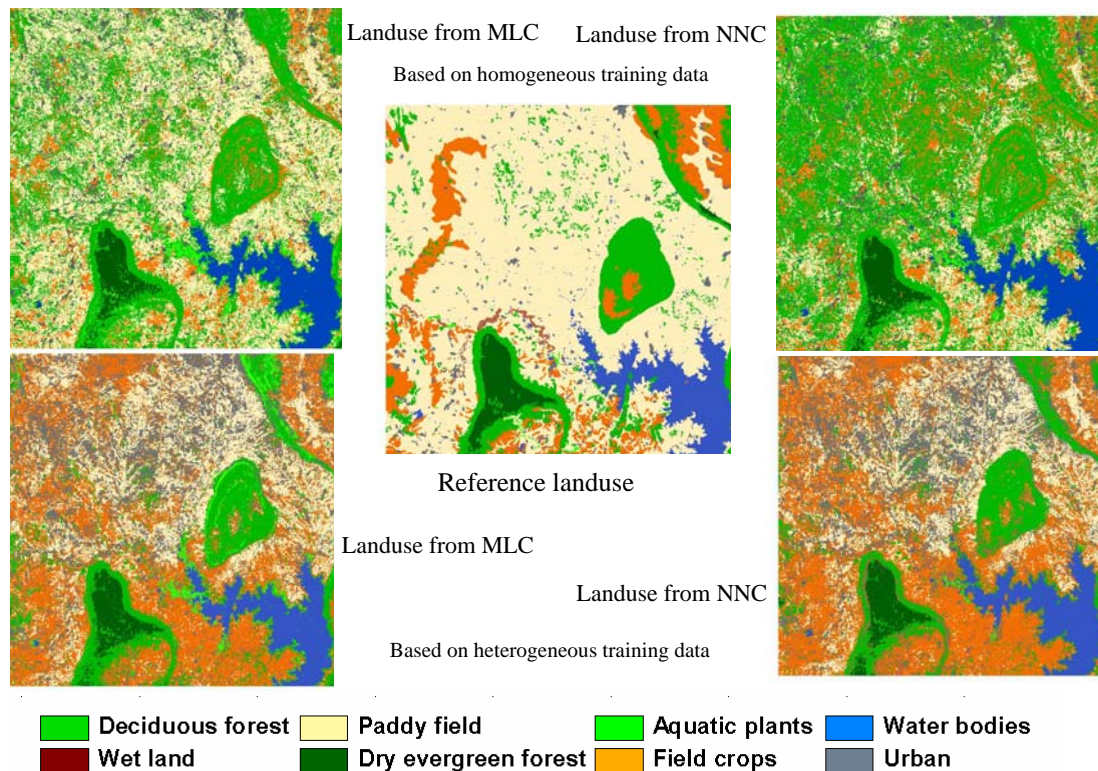 Landuse from MLC Landuse from NNC
Based on homogeneous training data
Reference landuse
Landuse from MLC
Landuse from NNC
Based on heterogeneous training data
Deciduous forest Paddy field Aquatic plants Water bodies
Wet land Dry evergreen forest Field crops Urban